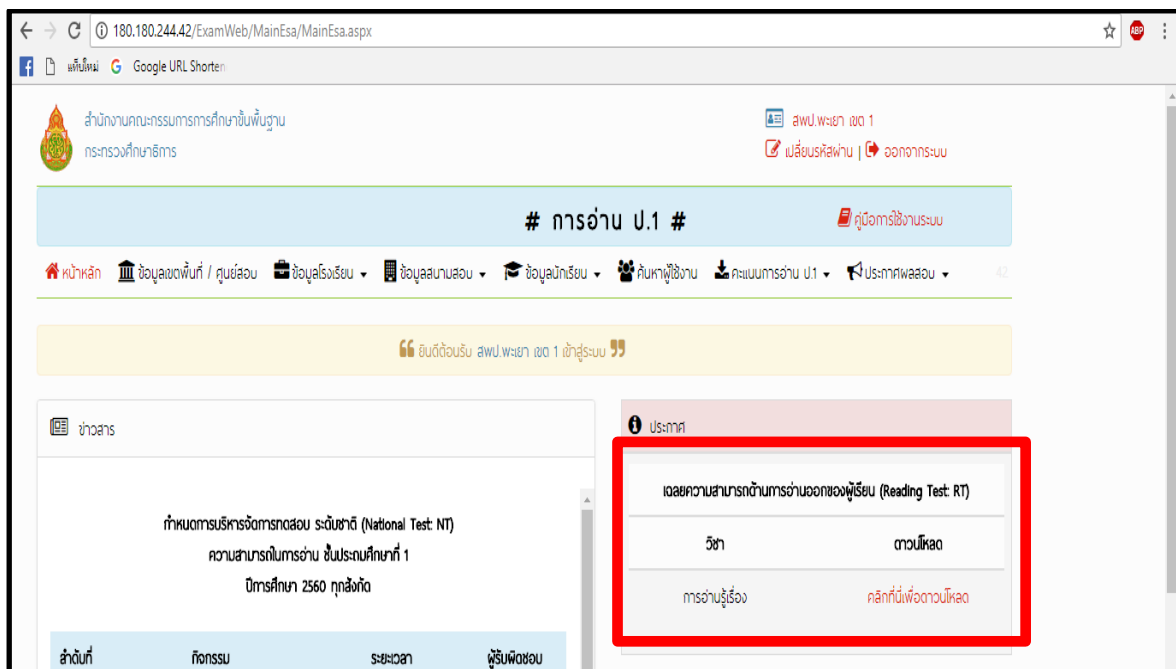 180.180.244.42/ExamWeb/MainEsa/MainEsa.aspx
ABP
แท็บใหม่ Google URL Shorten
สำนักงานคณะกรรมการการศึกษาขั้นพื้นฐาน
กระทรวงศึกษาธิการ
สพป.พะเยา เขต 1
เปลี่ยนรหัสผ่าน | ออกจากระบบ
# การอ่าน ป.1 #
คู่มือการใช้งานระบบ
หน้าหลัก ข้อมูลเขตพื้นที่ / ศูนย์สอบ ข้อมูลโรงเรียน ข้อมูลสนามสอบ ข้อมูลนักเรียน ค้นหาผู้ใช้งาน คะแนนการอ่าน ป.1 ประกาศผลสอบ 42
ยินดีต้อนรับ สพป.พะเยา เขต 1 เข้าสู่ระบบ
ข่าวสาร
กำหนดการบริหารจัดการทดสอบ ระดับชาติ (National Test: NT)
ความสามารถในการอ่าน ชั้นประถมศึกษาที่ 1
ปีการศึกษา 2560 ทุกสังกัด
ลำดับที่ กิจกรรม ระยะเวลา ผู้รับผิดชอบ
ประกาศ
เฉลยความสามารถด้านการอ่านออกของผู้เรียน (Reading Test: RT)
วิชา ดาวน์โหลด
การอ่านรู้เรื่อง คลิกที่นี่เพื่อดาวน์โหลด